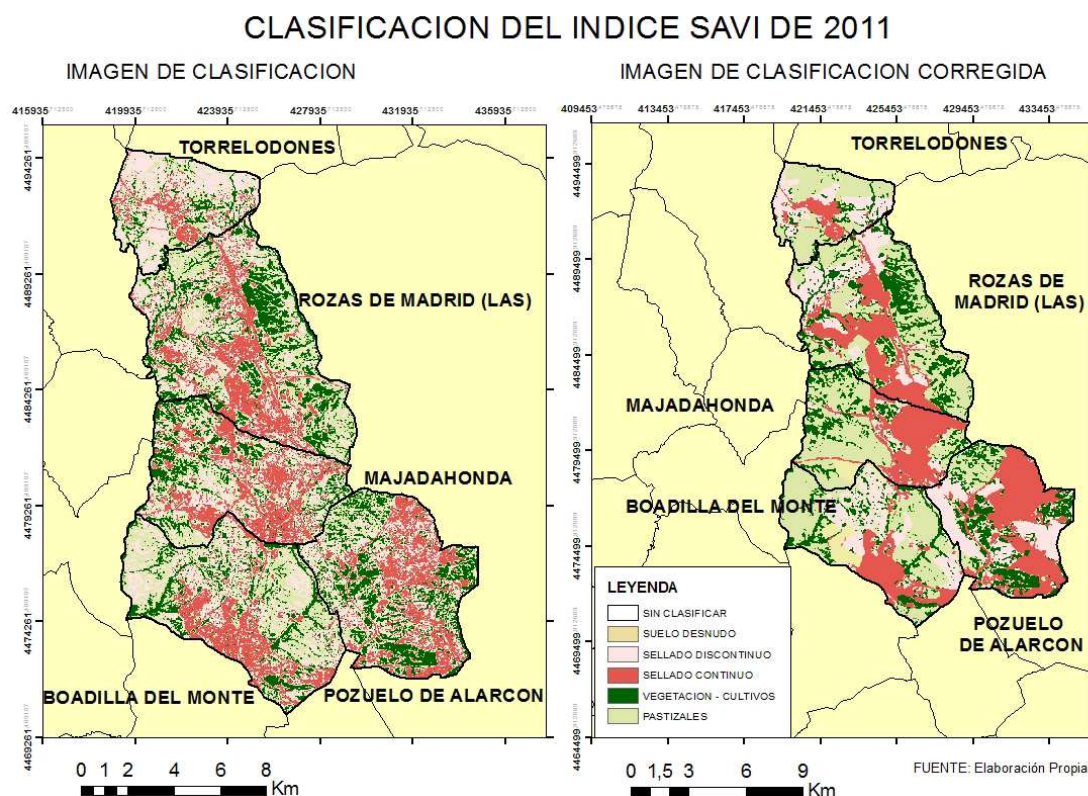 CLASIFICACION DEL INDICE SAVI DE 2011
IMAGEN DE CLASIFICACION
415935 419935 423935 427935 431935 435935
4494261
4489261
4484261
4479261
4474261
4469261
TORRELODONES
ROZAS DE MADRID (LAS)
MAJADAHONDA
BOADILLA DEL MONTE
POZUELO DE ALARCON
0 1 2 4 6 8
Km
IMAGEN DE CLASIFICACION CORREGIDA
409453 413453 417453 421453 425453 429453 433453
4494499
4489499
4484499
4479499
4474499
4469499
4464499
TORRELODONES
ROZAS DE
MADRID (LAS)
MAJADAHONDA
BOADILLA DEL MONTE
POZUELO
DE ALARCON
LEYENDA
SIN CLASIFICAR
SUELO DESNUDO
SELLADO DISCONTINUO
SELLADO CONTINUO
VEGETACION - CULTIVOS
PASTIZALES
0 1,5 3 6 9
Km
FUENTE: Elaboración Propia